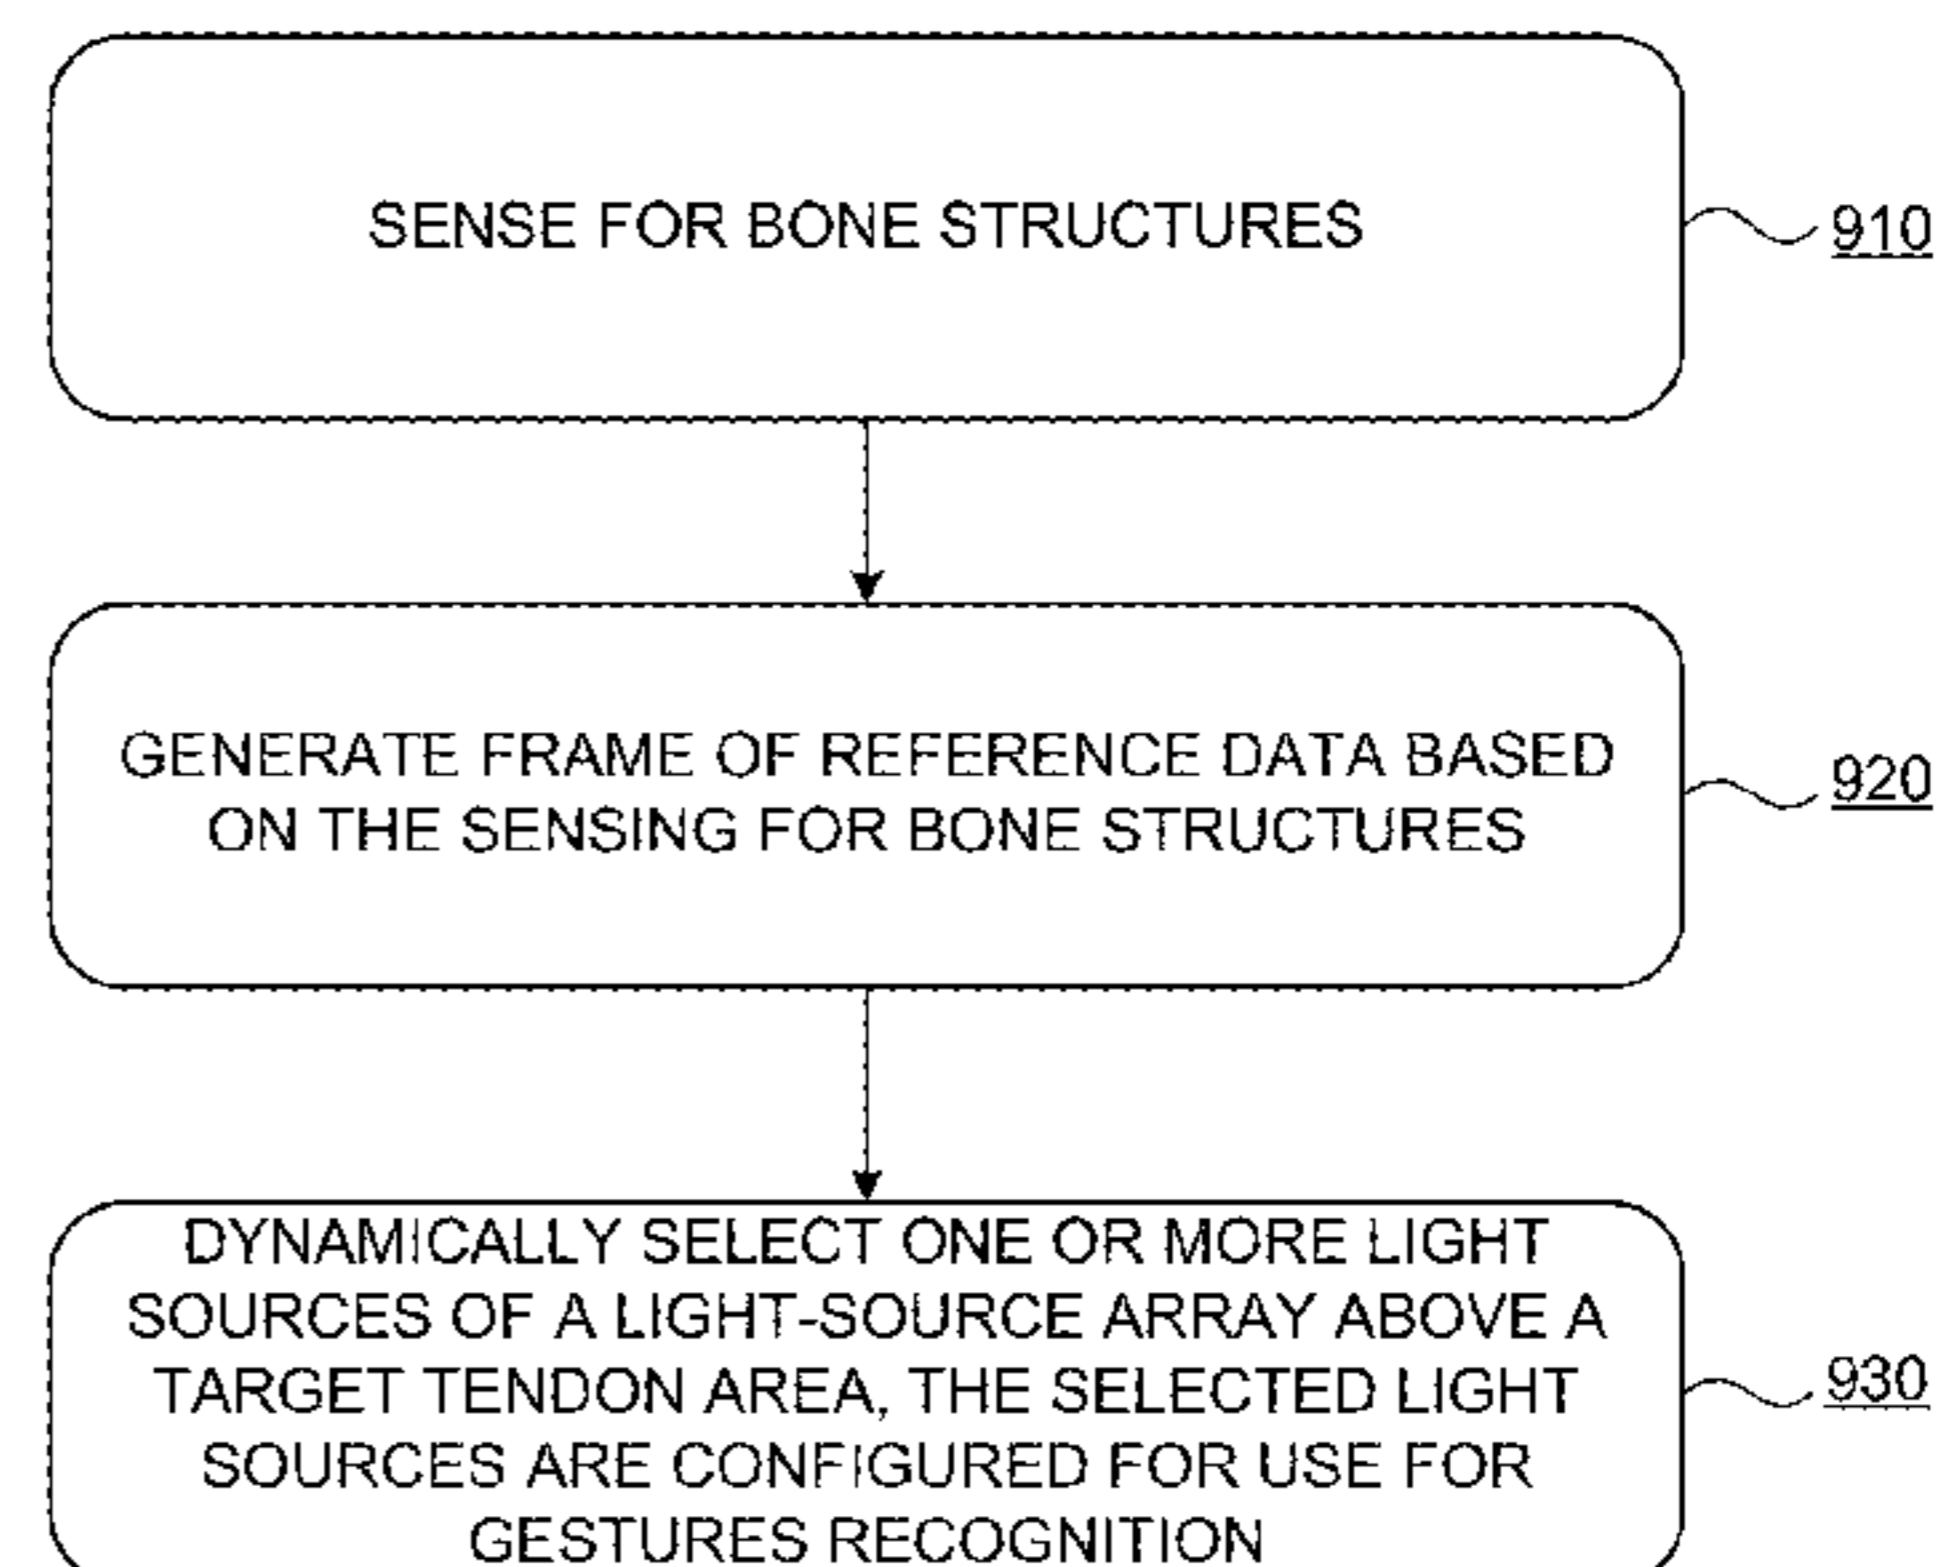 SENSE FOR BONE STRUCTURES
910
GENERATE FRAME OF REFERENCE DATA BASED
ON THE SENSING FOR BONE STRUCTURES
920
DYNAMICALLY SELECT ONE OR MORE LIGHT
SOURCES OF A LIGHT-SOURCE ARRAY ABOVE A
TARGET TENDON AREA, THE SELECTED LIGHT
SOURCES ARE CONFIGURED FOR USE FOR
GESTURES RECOGNITION
930